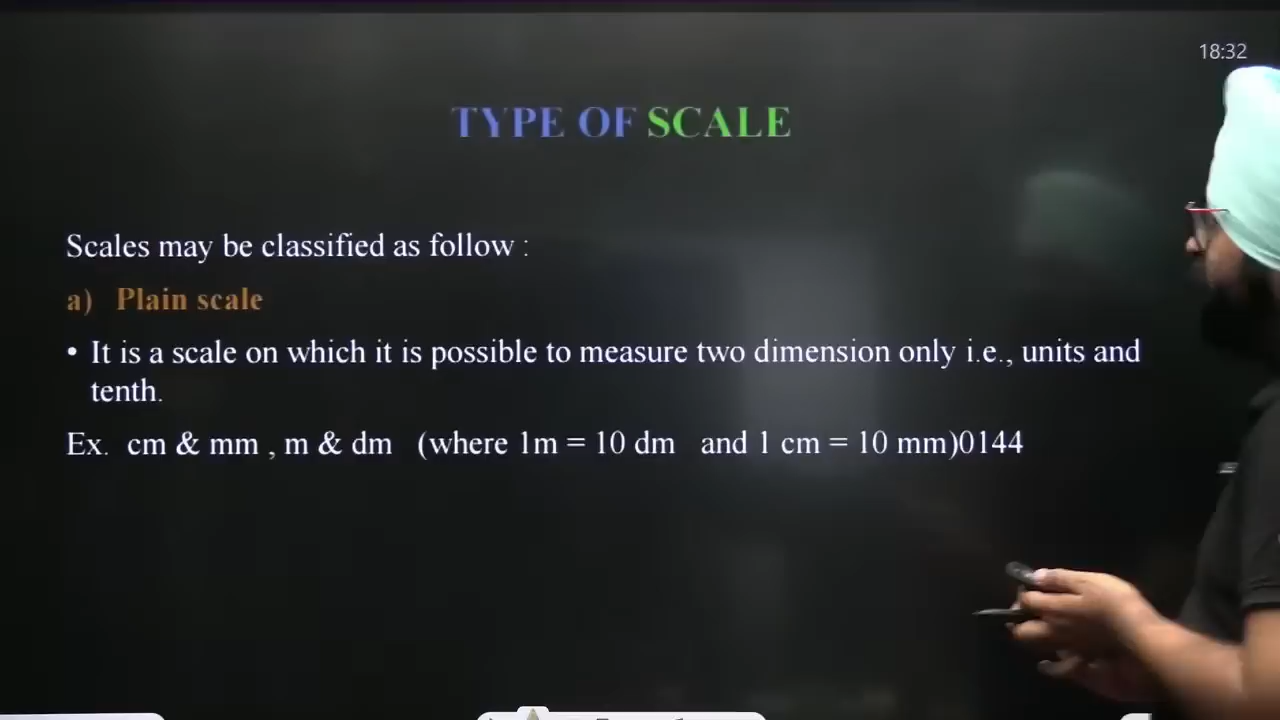 18:32
TYPE OF SCALE
Scales may be classified as follow :
a) Plain scale
• It is a scale on which it is possible to measure two dimension only i.e., units and
tenth.
Ex. cm & mm , m & dm (where 1m = 10 dm and 1 cm = 10 mm)0144